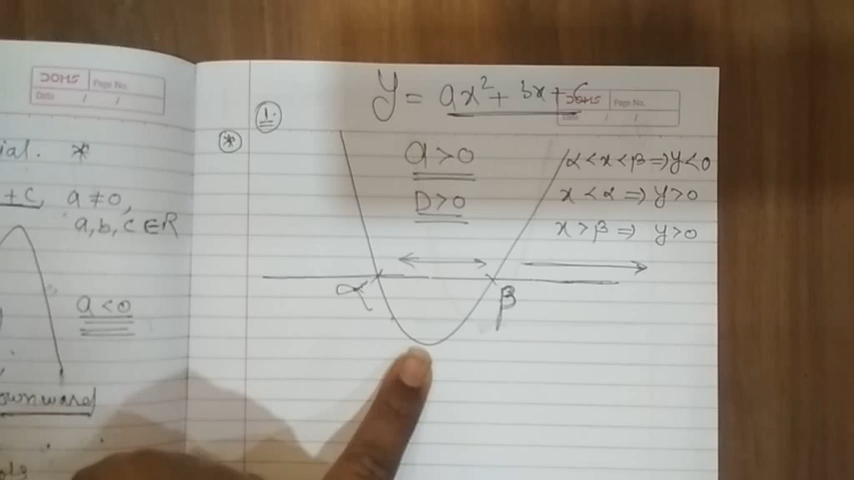 DOMS Page No.
Date / /
ial. *
+c, a≠0,
a, b, c ∈ R
a<0
ownward
y = ax² + bx + c
DOMS Page No.
Date / /
1.
*
a>0
D>0
α<x<β ⇒ y<0
x<α ⇒ y>0
x>β ⇒ y>0
α
β